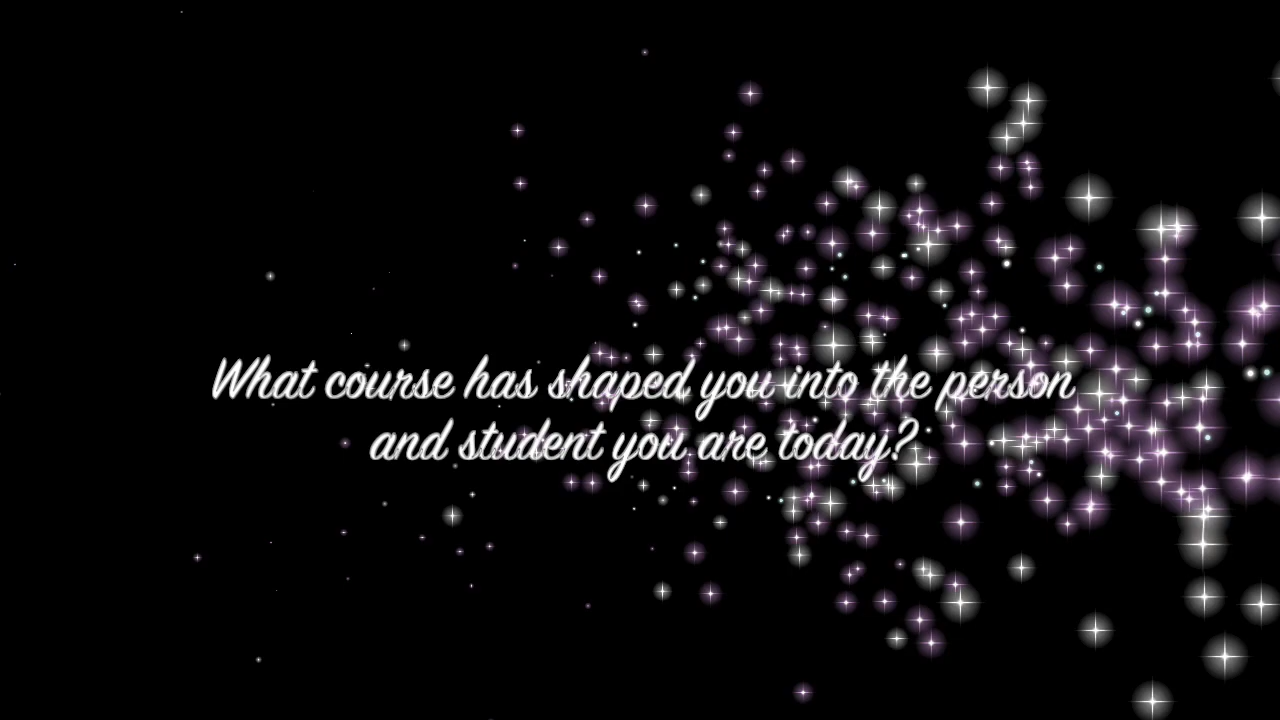 What course has shaped you into the person
and student you are today?